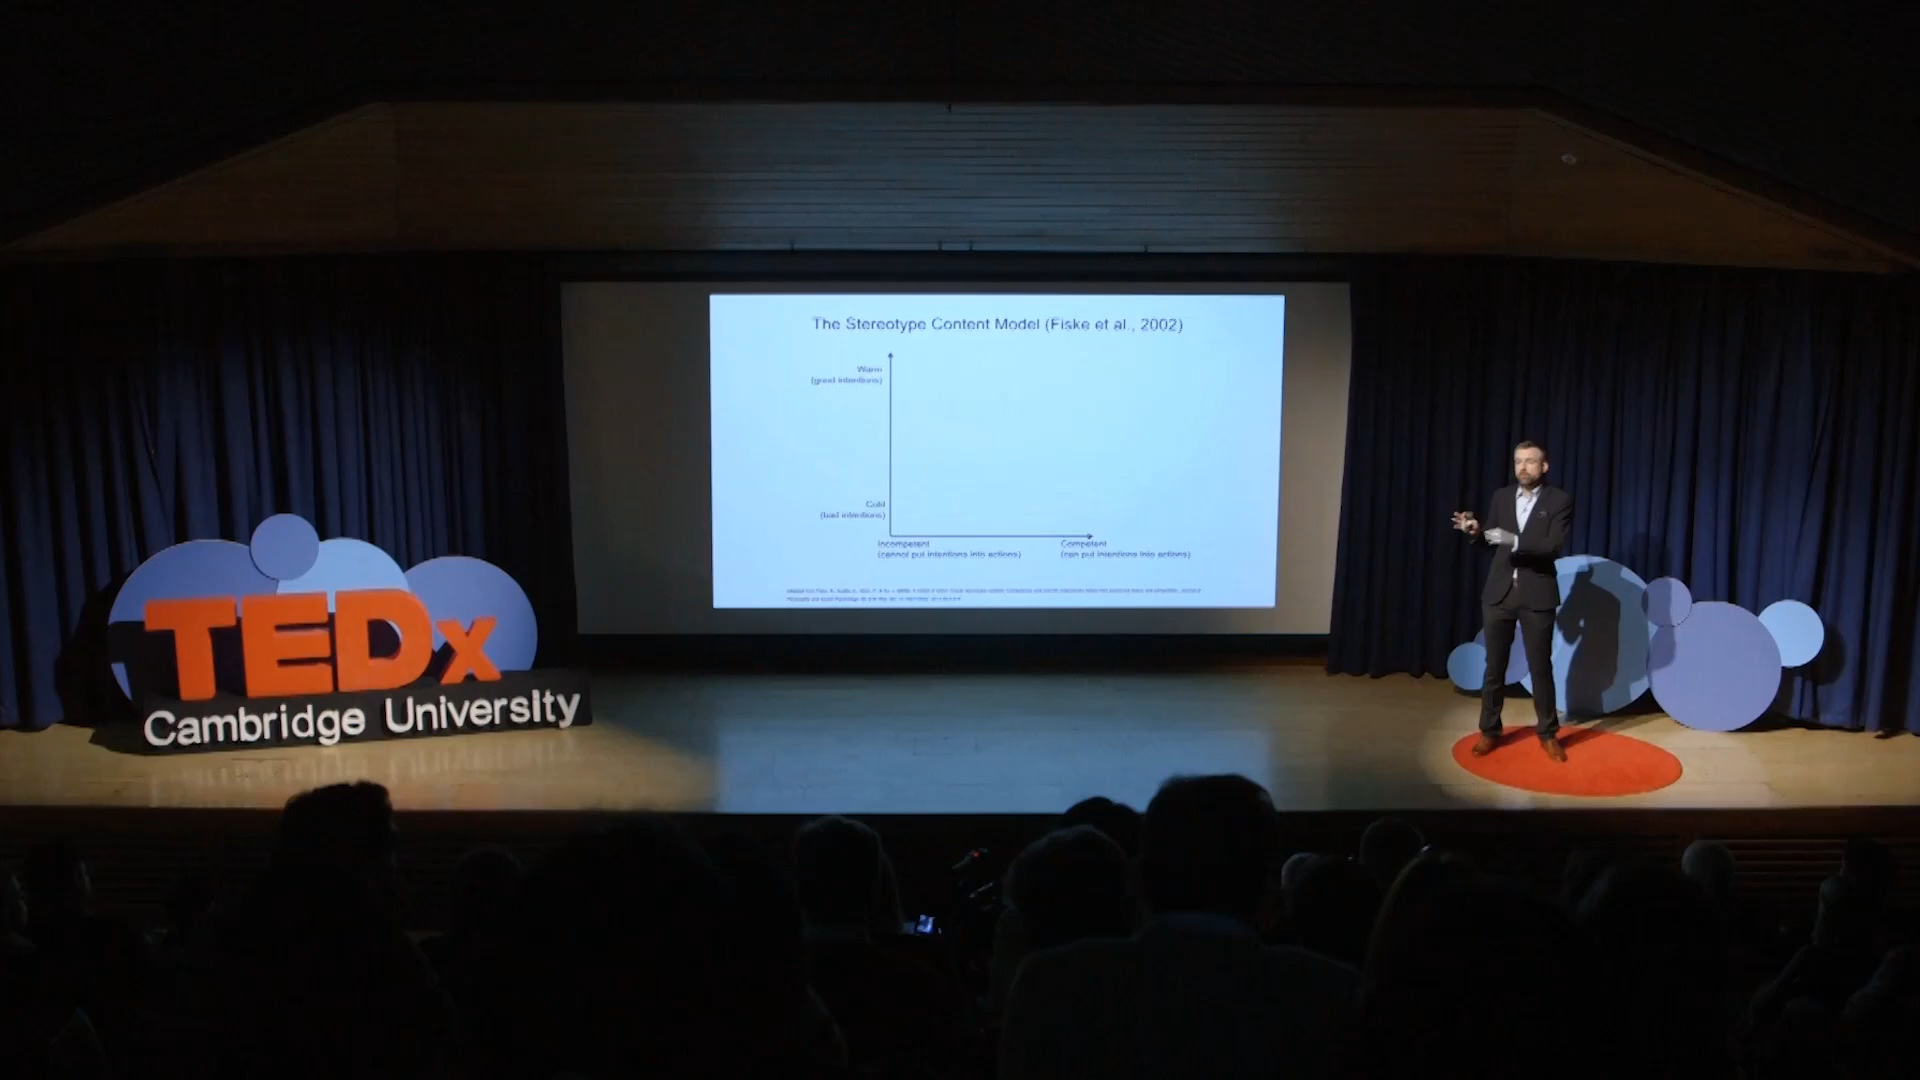 The Stereotype Content Model (Fiske et al., 2002)
Warm
(good intentions)
Cold
(bad intentions)
Incompetent
(cannot put intentions into actions)
Competent
(can put intentions into actions)
TEDx
Cambridge University